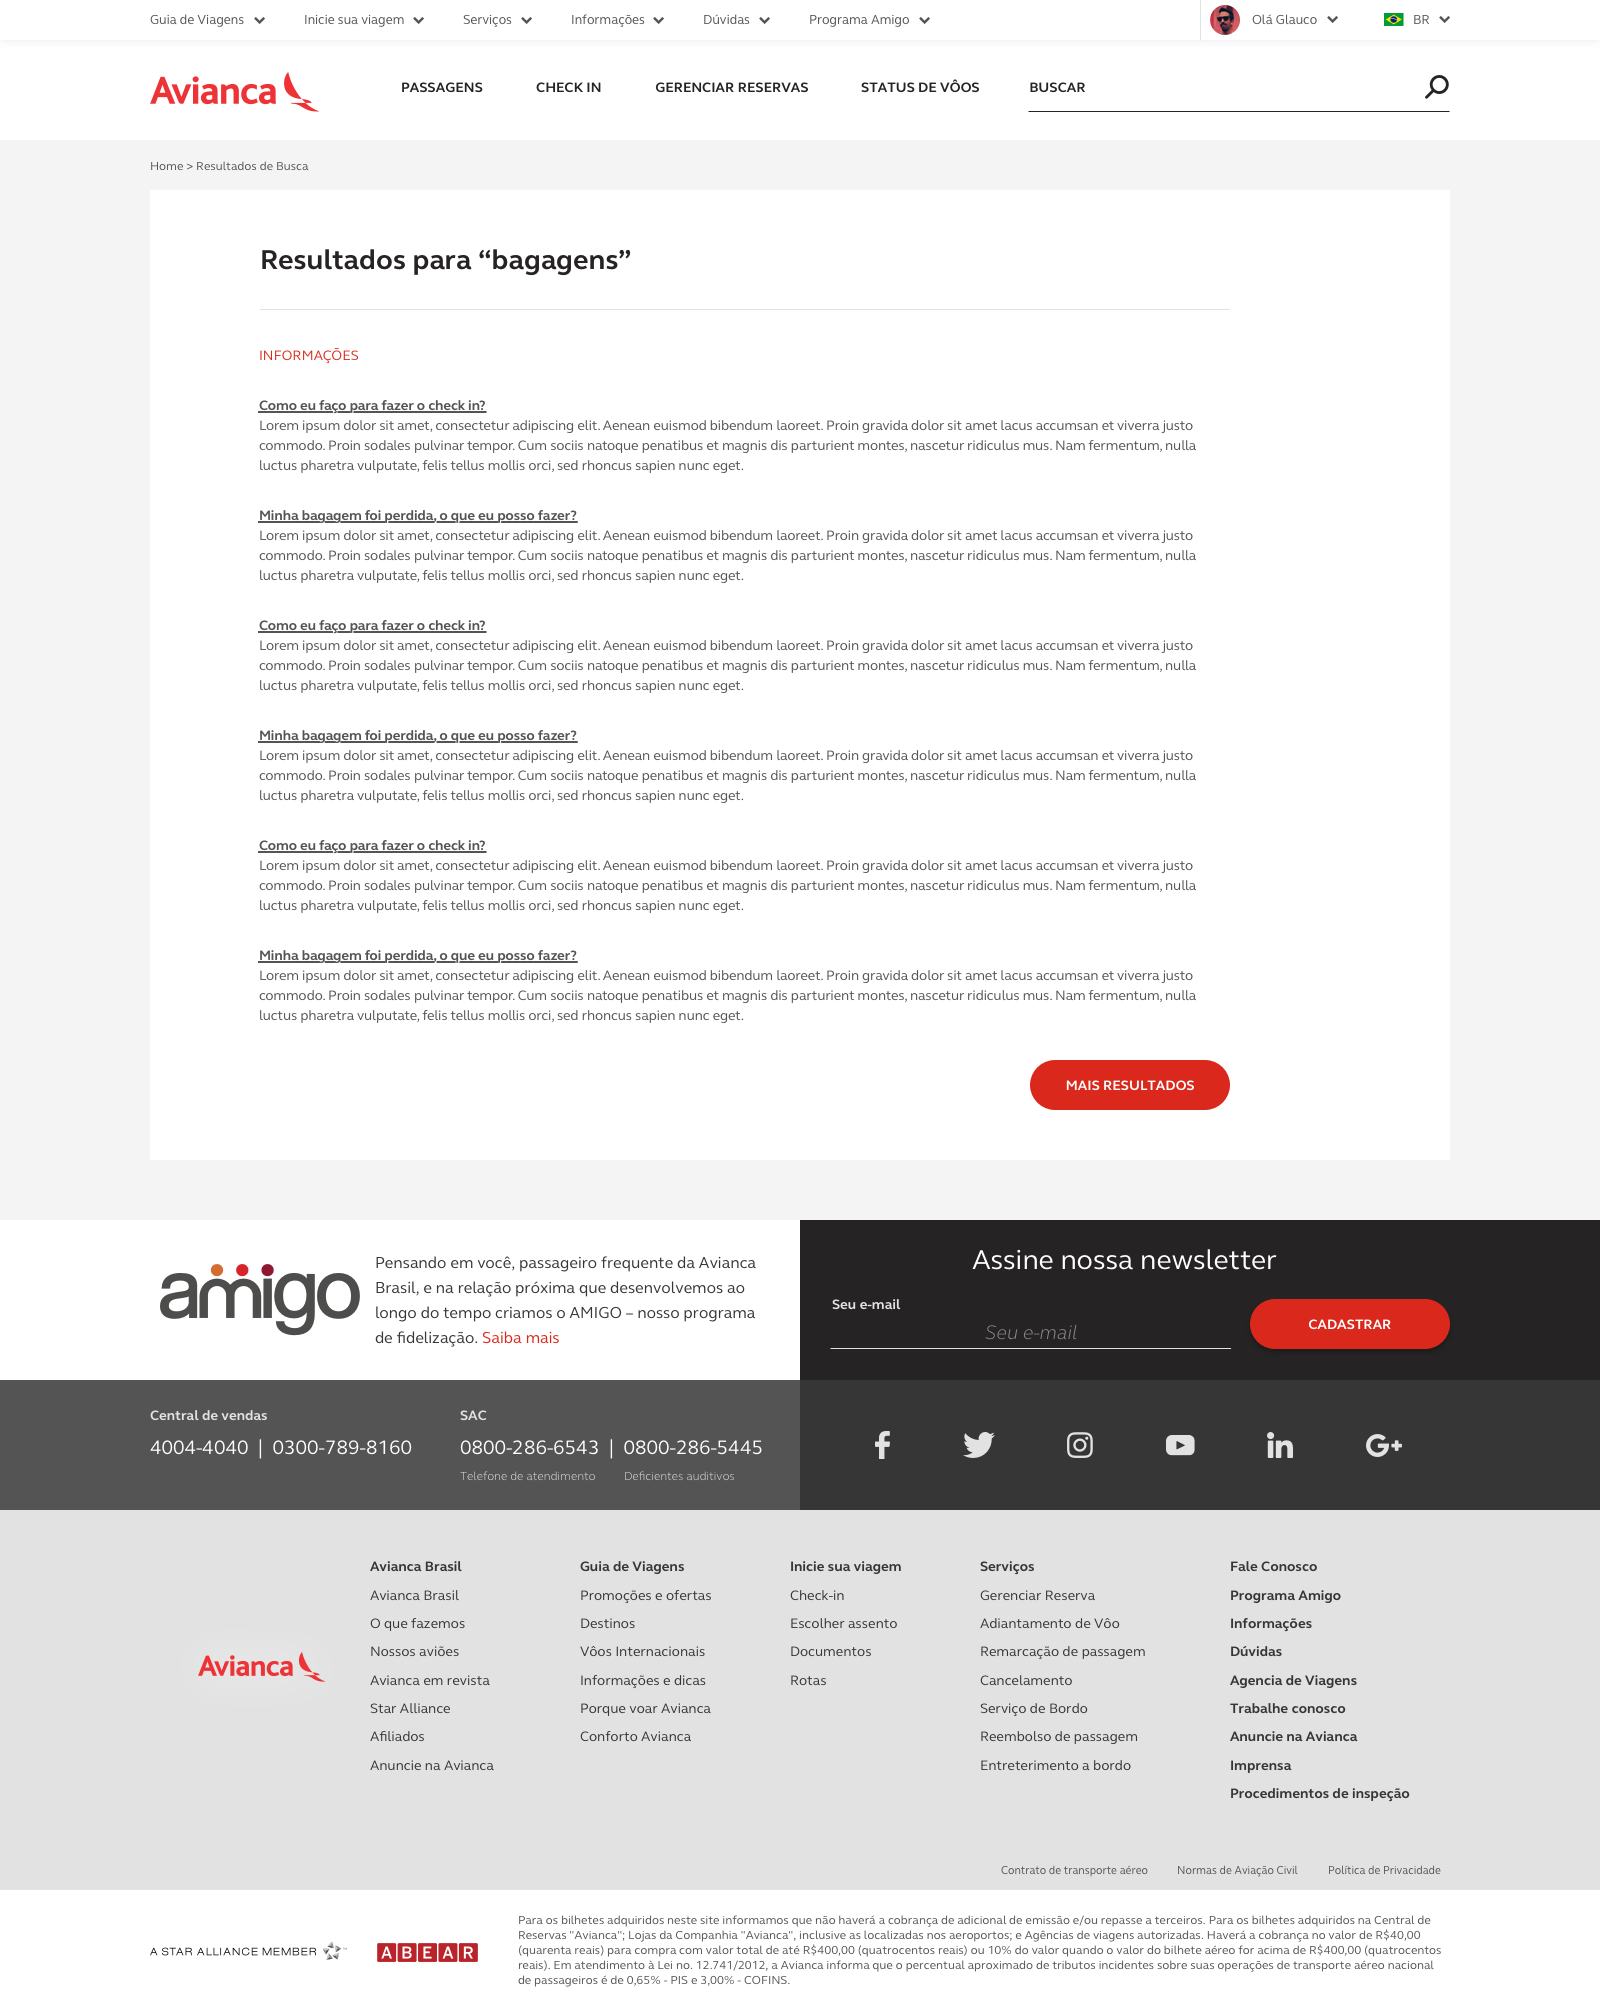 Guia de Viagens Inicie sua viagem Serviços Informações Dúvidas Programa Amigo Olá Glauco BR
Avianca PASSAGENS CHECK IN GERENCIAR RESERVAS STATUS DE VÔOS BUSCAR
Home > Resultados de Busca
Resultados para “bagagens”
INFORMAÇÕES
Como eu faço para fazer o check in?
Lorem ipsum dolor sit amet, consectetur adipiscing elit. Aenean euismod bibendum laoreet. Proin gravida dolor sit amet lacus accumsan et viverra justo
commodo. Proin sodales pulvinar tempor. Cum sociis natoque penatibus et magnis dis parturient montes, nascetur ridiculus mus. Nam fermentum, nulla
luctus pharetra vulputate, felis tellus mollis orci, sed rhoncus sapien nunc eget.
Minha bagagem foi perdida, o que eu posso fazer?
Lorem ipsum dolor sit amet, consectetur adipiscing elit. Aenean euismod bibendum laoreet. Proin gravida dolor sit amet lacus accumsan et viverra justo
commodo. Proin sodales pulvinar tempor. Cum sociis natoque penatibus et magnis dis parturient montes, nascetur ridiculus mus. Nam fermentum, nulla
luctus pharetra vulputate, felis tellus mollis orci, sed rhoncus sapien nunc eget.
Como eu faço para fazer o check in?
Lorem ipsum dolor sit amet, consectetur adipiscing elit. Aenean euismod bibendum laoreet. Proin gravida dolor sit amet lacus accumsan et viverra justo
commodo. Proin sodales pulvinar tempor. Cum sociis natoque penatibus et magnis dis parturient montes, nascetur ridiculus mus. Nam fermentum, nulla
luctus pharetra vulputate, felis tellus mollis orci, sed rhoncus sapien nunc eget.
Minha bagagem foi perdida, o que eu posso fazer?
Lorem ipsum dolor sit amet, consectetur adipiscing elit. Aenean euismod bibendum laoreet. Proin gravida dolor sit amet lacus accumsan et viverra justo
commodo. Proin sodales pulvinar tempor. Cum sociis natoque penatibus et magnis dis parturient montes, nascetur ridiculus mus. Nam fermentum, nulla
luctus pharetra vulputate, felis tellus mollis orci, sed rhoncus sapien nunc eget.
Como eu faço para fazer o check in?
Lorem ipsum dolor sit amet, consectetur adipiscing elit. Aenean euismod bibendum laoreet. Proin gravida dolor sit amet lacus accumsan et viverra justo
commodo. Proin sodales pulvinar tempor. Cum sociis natoque penatibus et magnis dis parturient montes, nascetur ridiculus mus. Nam fermentum, nulla
luctus pharetra vulputate, felis tellus mollis orci, sed rhoncus sapien nunc eget.
Minha bagagem foi perdida, o que eu posso fazer?
Lorem ipsum dolor sit amet, consectetur adipiscing elit. Aenean euismod bibendum laoreet. Proin gravida dolor sit amet lacus accumsan et viverra justo
commodo. Proin sodales pulvinar tempor. Cum sociis natoque penatibus et magnis dis parturient montes, nascetur ridiculus mus. Nam fermentum, nulla
luctus pharetra vulputate, felis tellus mollis orci, sed rhoncus sapien nunc eget.
MAIS RESULTADOS
amigo
Pensando em você, passageiro frequente da Avianca
Brasil, e na relação próxima que desenvolvemos ao
longo do tempo criamos o AMIGO – nosso programa
de fidelização. Saiba mais
Assine nossa newsletter
Seu e-mail
Seu e-mail
CADASTRAR
Central de vendas
4004-4040 | 0300-789-8160
SAC
0800-286-6543 | 0800-286-5445
Telefone de atendimento Deficientes auditivos
Avianca
Avianca Brasil
Avianca Brasil
O que fazemos
Nossos aviões
Avianca em revista
Star Alliance
Afiliados
Anuncie na Avianca
Guia de Viagens
Promoções e ofertas
Destinos
Vôos Internacionais
Informações e dicas
Porque voar Avianca
Conforto Avianca
Inicie sua viagem
Check-in
Escolher assento
Documentos
Rotas
Serviços
Gerenciar Reserva
Adiantamento de Vôo
Remarcação de passagem
Cancelamento
Serviço de Bordo
Reembolso de passagem
Entreterimento a bordo
Fale Conosco
Programa Amigo
Informações
Dúvidas
Agencia de Viagens
Trabalhe conosco
Anuncie na Avianca
Imprensa
Procedimentos de inspeção
Contrato de transporte aéreo Normas de Aviação Civil Política de Privacidade
A STAR ALLIANCE MEMBER
ABEAR
Para os bilhetes adquiridos neste site informamos que não haverá a cobrança de adicional de emissão e/ou repasse a terceiros. Para os bilhetes adquiridos na Central de
Reservas "Avianca"; Lojas da Companhia "Avianca", inclusive as localizadas nos aeroportos; e Agências de viagens autorizadas. Haverá a cobrança no valor de R$40,00
(quarenta reais) para compra com valor total de até R$400,00 (quatrocentos reais) ou 10% do valor quando o valor do bilhete aéreo for acima de R$400,00 (quatrocentos
reais). Em atendimento à Lei no. 12.741/2012, a Avianca informa que o percentual aproximado de tributos incidentes sobre suas operações de transporte aéreo nacional
de passageiros é de 0,65% - PIS e 3,00% - COFINS.